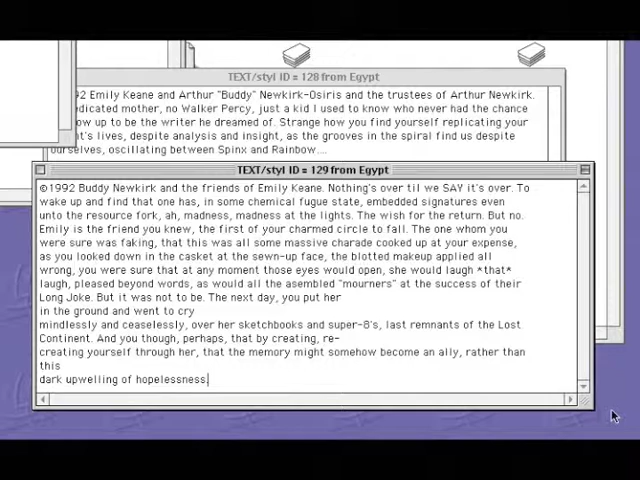 TEXT/styl ID = 128 from Egypt
92 Emily Keane and Arthur "Buddy" Newkirk-Osiris and the trustees of Arthur Newkirk.
edicated mother, no Walker Percy, just a kid I used to know who never had the chance
ow up to be the writer he dreamed of. Strange how you find yourself replicating your
nt's lives, despite analysis and insight, as the grooves in the spiral find us despite
ourselves, oscillating between Spinx and Rainbow....
TEXT/styl ID = 129 from Egypt
©1992 Buddy Newkirk and the friends of Emily Keane. Nothing's over til we SAY it's over. To
wake up and find that one has, in some chemical fugue state, embedded signatures even
unto the resource fork, ah, madness, madness at the lights. The wish for the return. But no.
Emily is the friend you knew, the first of your charmed circle to fall. The one whom you
were sure was faking, that this was all some massive charade cooked up at your expense,
as you looked down in the casket at the sewn-up face, the blotted makeup applied all
wrong, you were sure that at any moment those eyes would open, she would laugh *that*
laugh, pleased beyond words, as would all the asembled "mourners" at the success of their
Long Joke. But it was not to be. The next day, you put her
in the ground and went to cry
mindlessly and ceaselessly, over her sketchbooks and super-8's, last remnants of the Lost
Continent. And you though, perhaps, that by creating, re-
creating yourself through her, that the memory might somehow become an ally, rather than
this
dark upwelling of hopelessness.